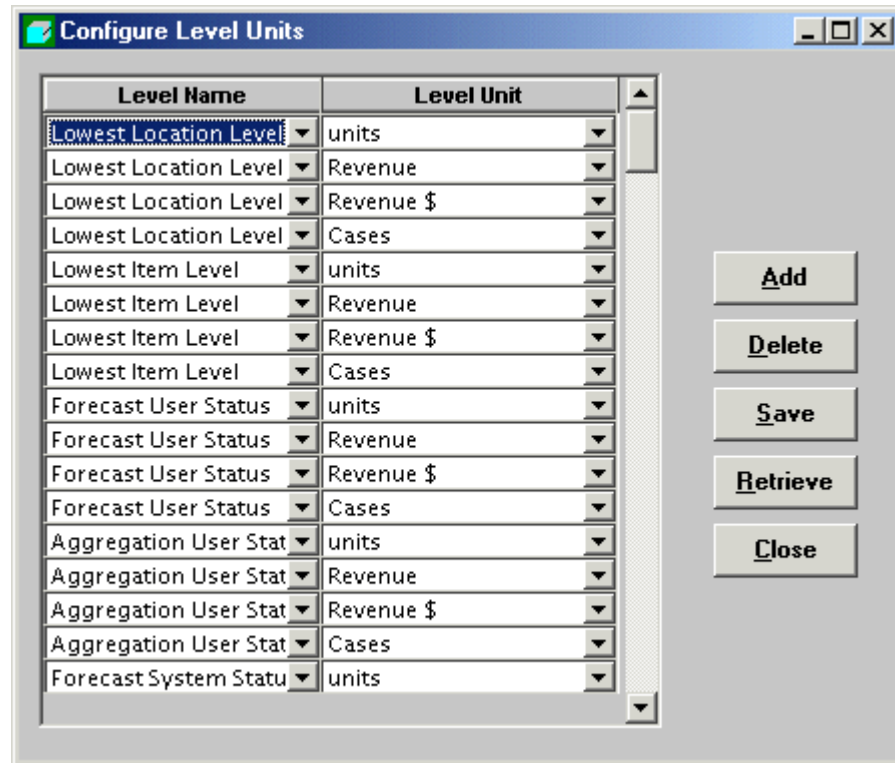 Configure Level Units
Level Name Level Unit
Lowest Location Level units
Lowest Location Level Revenue
Lowest Location Level Revenue $
Lowest Location Level Cases
Lowest Item Level units
Lowest Item Level Revenue
Lowest Item Level Revenue $
Lowest Item Level Cases
Forecast User Status units
Forecast User Status Revenue
Forecast User Status Revenue $
Forecast User Status Cases
Aggregation User Stat units
Aggregation User Stat Revenue
Aggregation User Stat Revenue $
Aggregation User Stat Cases
Forecast System Statu units
Add
Delete
Save
Retrieve
Close